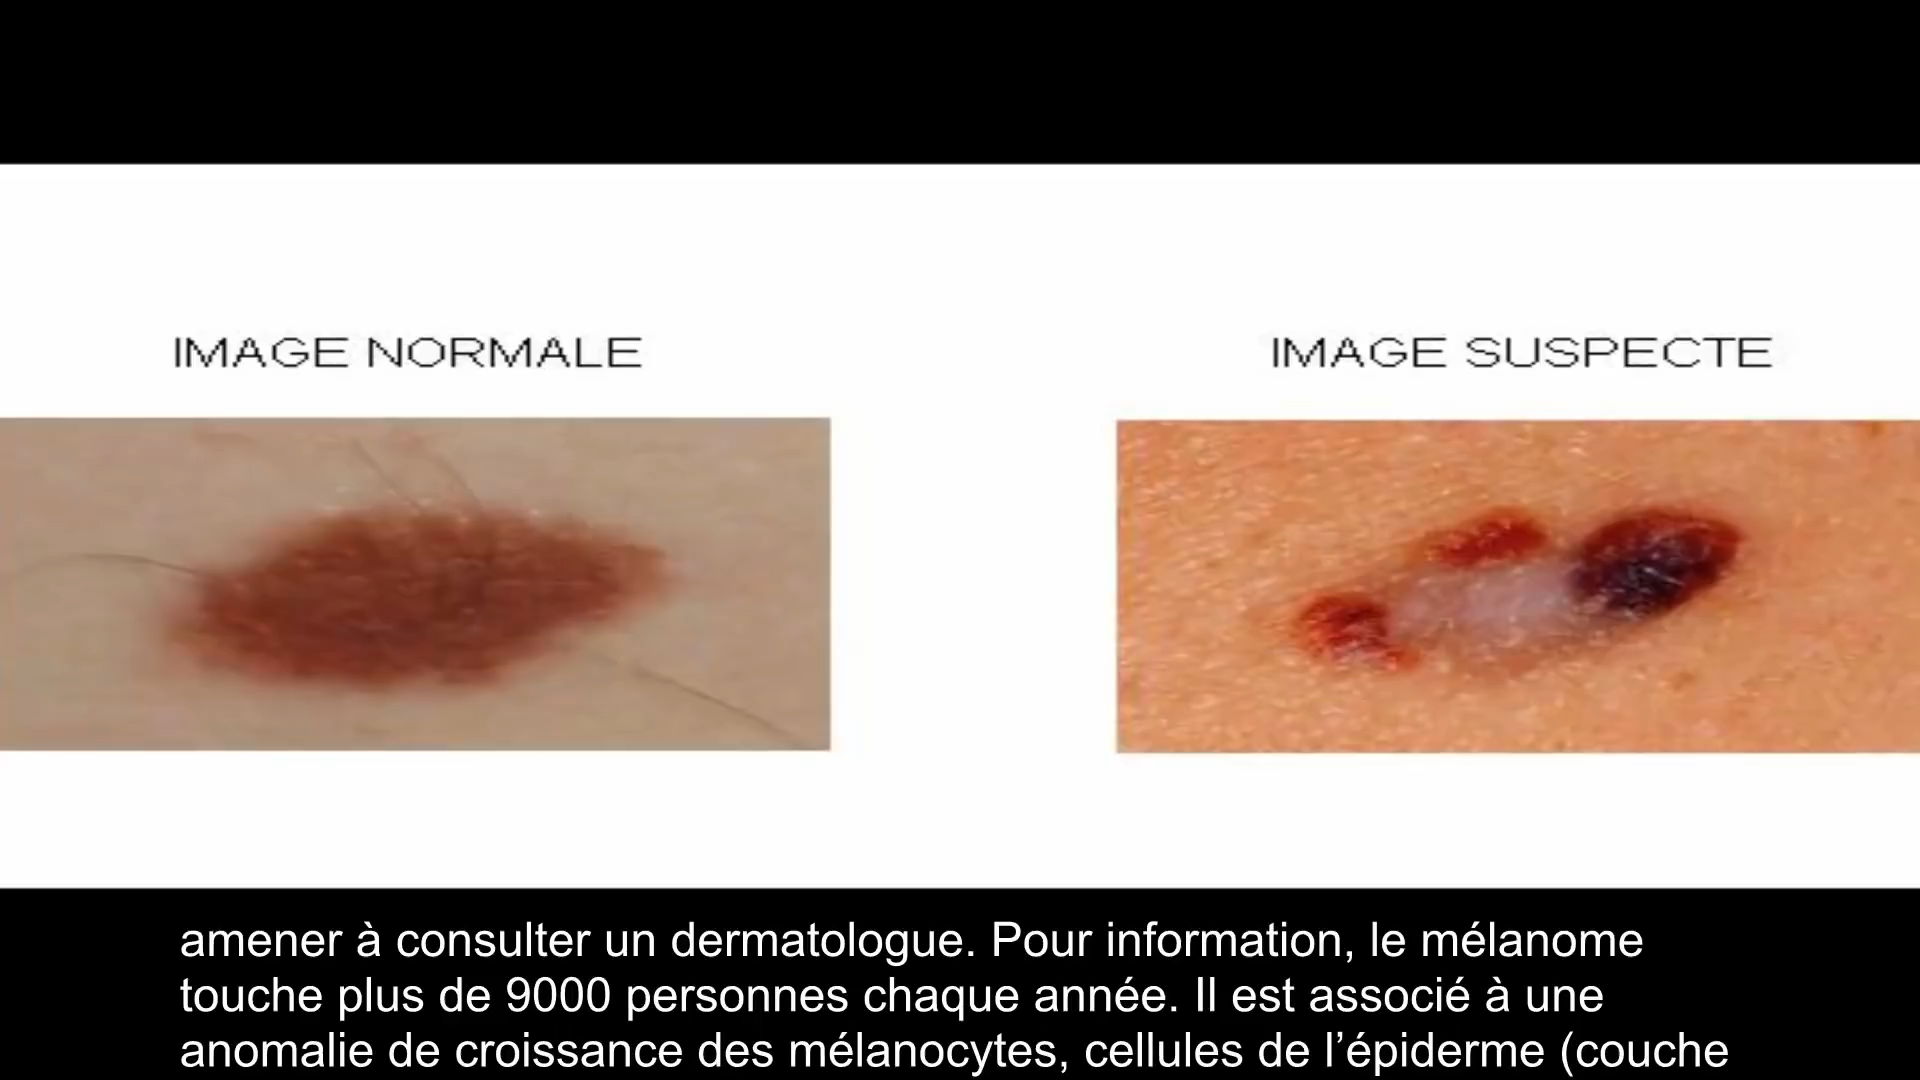 IMAGE NORMALE
IMAGE SUSPECTE
amener à consulter un dermatologue. Pour information, le mélanome
touche plus de 9000 personnes chaque année. Il est associé à une
anomalie de croissance des mélanocytes, cellules de l’épiderme (couche